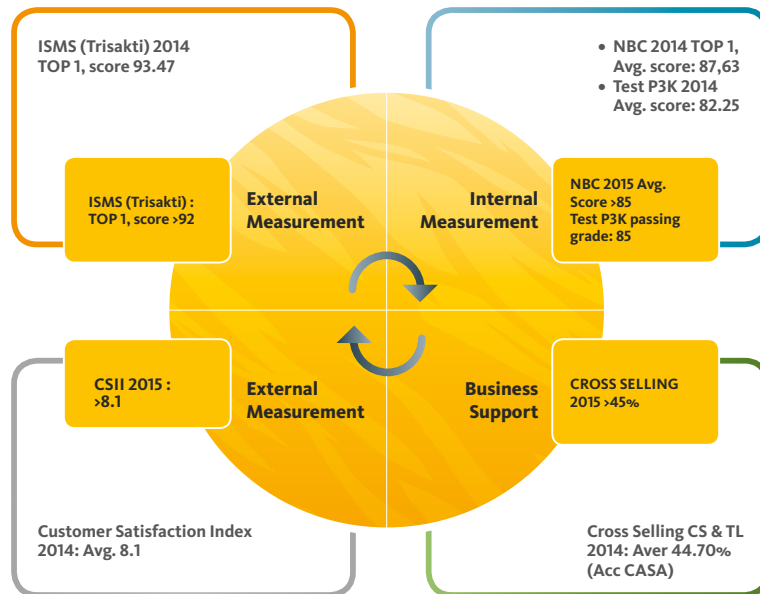 ISMS (Trisakti) 2014
TOP 1, score 93.47
• NBC 2014 TOP 1,
Avg. score: 87,63
• Test P3K 2014
Avg. score: 82.25
ISMS (Trisakti) :
TOP 1, score >92
External
Measurement
Internal
Measurement
NBC 2015 Avg.
Score >85
Test P3K passing
grade: 85
CSII 2015 :
>8.1
External
Measurement
Business
Support
CROSS SELLING
2015 >45%
Customer Satisfaction Index
2014: Avg. 8.1
Cross Selling CS & TL
2014: Aver 44.70%
(Acc CASA)